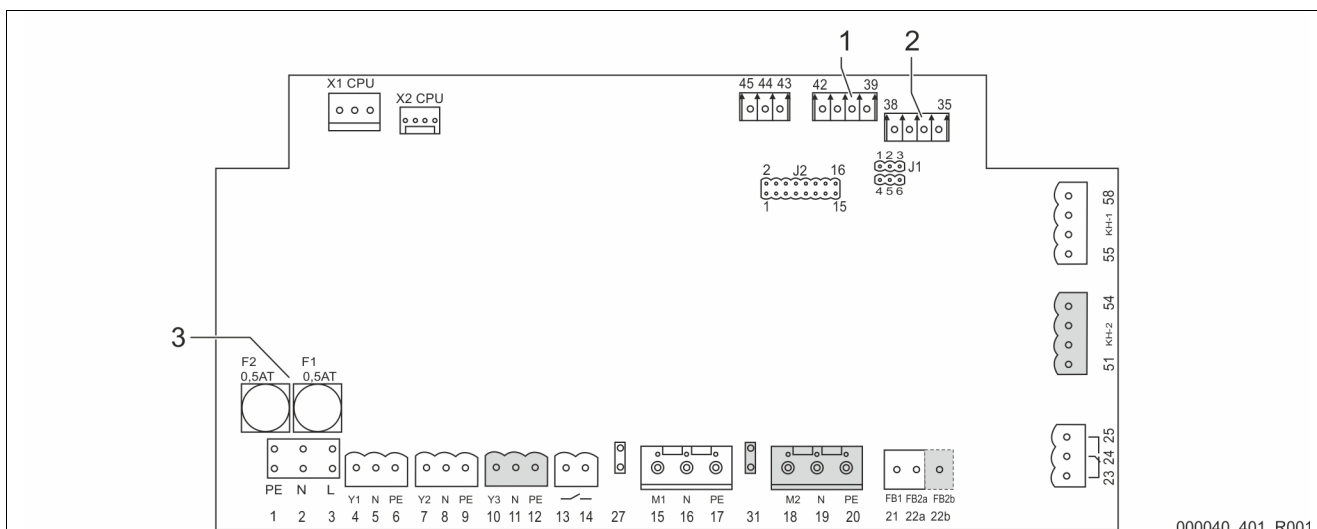 1 2
X1 CPU
X2 CPU
45 44 43
42 39
38 35
1 2 3
J1
4 5 6
2 J2 16
1 15
58
KH-1
55
54
KH-2
51
3
F2 F1
0,5AT 0,5AT
25
24
23
PE N L
Y1 N PE Y2 N PE Y3 N PE
M1 N PE M2 N PE
FB1 FB2a FB2b
1 2 3 4 5 6 7 8 9 10 11 12 13 14 27 15 16 17 31 18 19 20 21 22a 22b
000040_401_R001